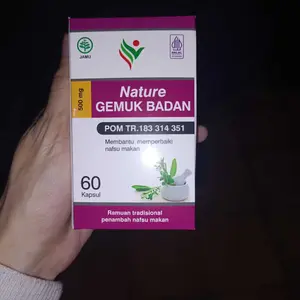 JAMU
500 mg
Nature
GEMUK BADAN
POM TR.183 314 351
Membantu memperbaiki
nafsu makan
60
Kapsul
Ramuan tradisional
penambah nafsu makan